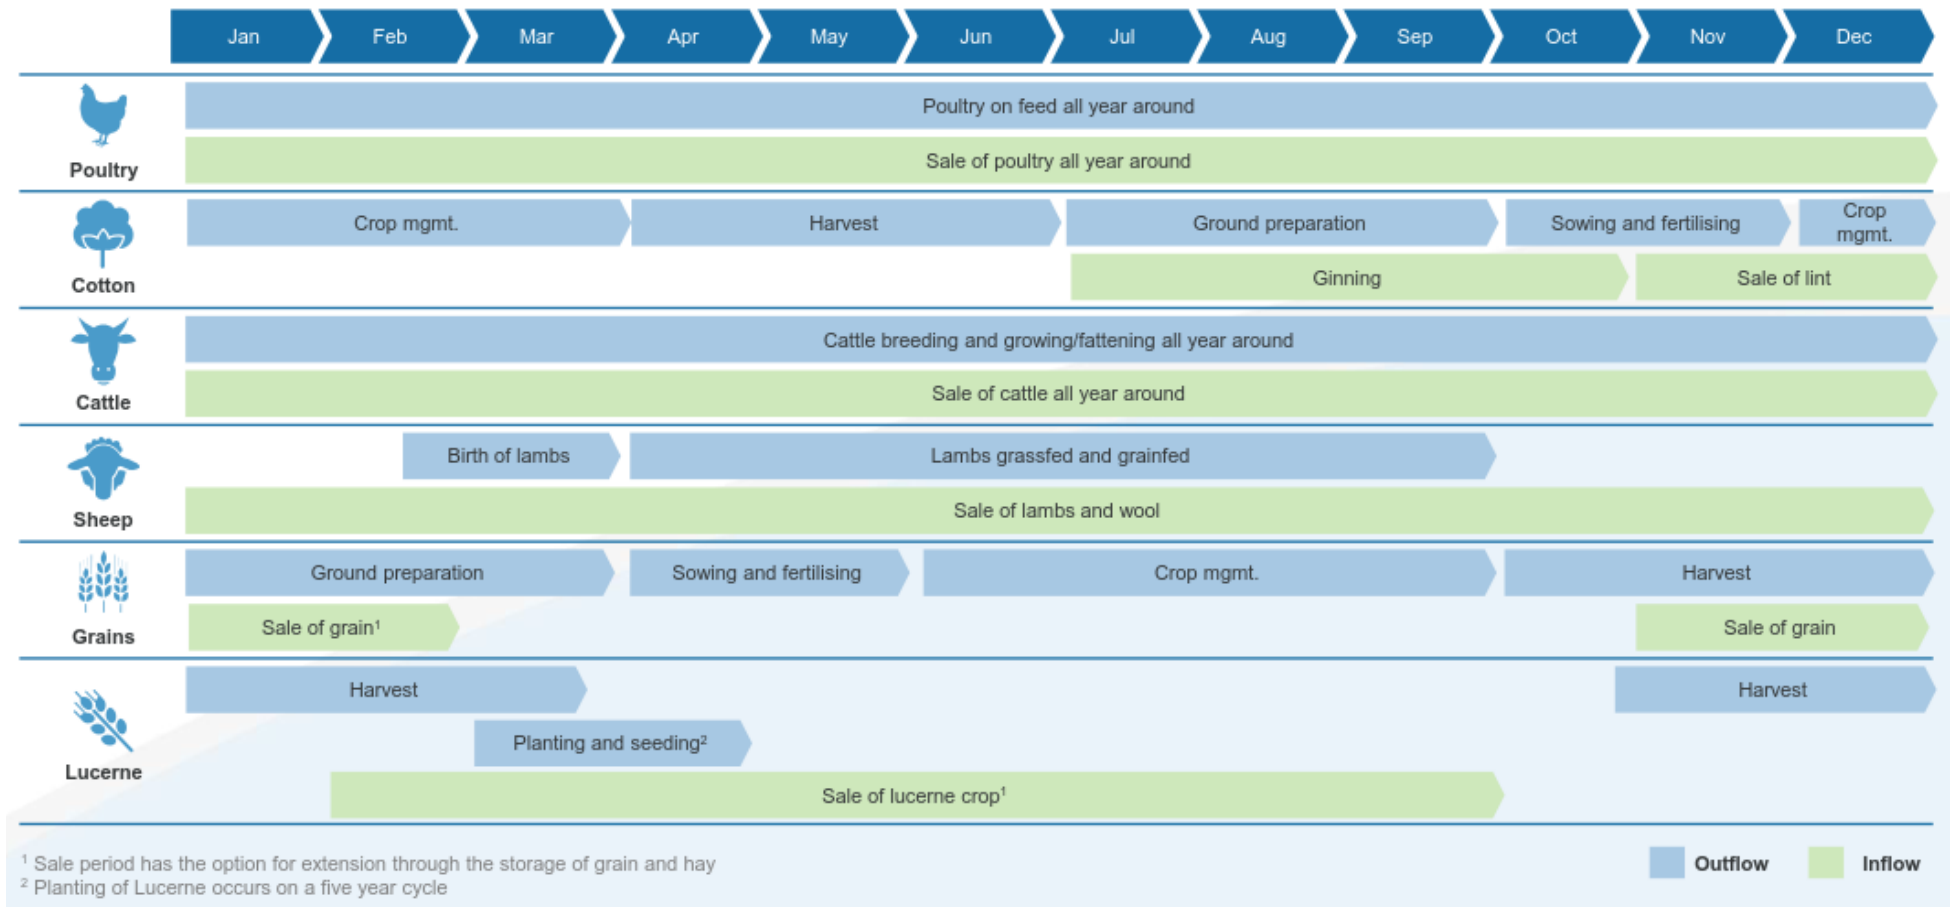 Jan Feb Mar Apr May Jun Jul Aug Sep Oct Nov Dec
Poultry on feed all year around
Sale of poultry all year around
Poultry
Crop mgmt. Harvest Ground preparation Sowing and fertilising Crop
mgmt.
Ginning Sale of lint
Cotton
Cattle breeding and growing/fattening all year around
Sale of cattle all year around
Cattle
Birth of lambs Lambs grassfed and grainfed
Sale of lambs and wool
Sheep
Ground preparation Sowing and fertilising Crop mgmt. Harvest
Sale of grain¹ Sale of grain
Grains
Harvest Harvest
Planting and seeding²
Lucerne
Sale of lucerne crop¹
¹ Sale period has the option for extension through the storage of grain and hay
² Planting of Lucerne occurs on a five year cycle
Outflow Inflow